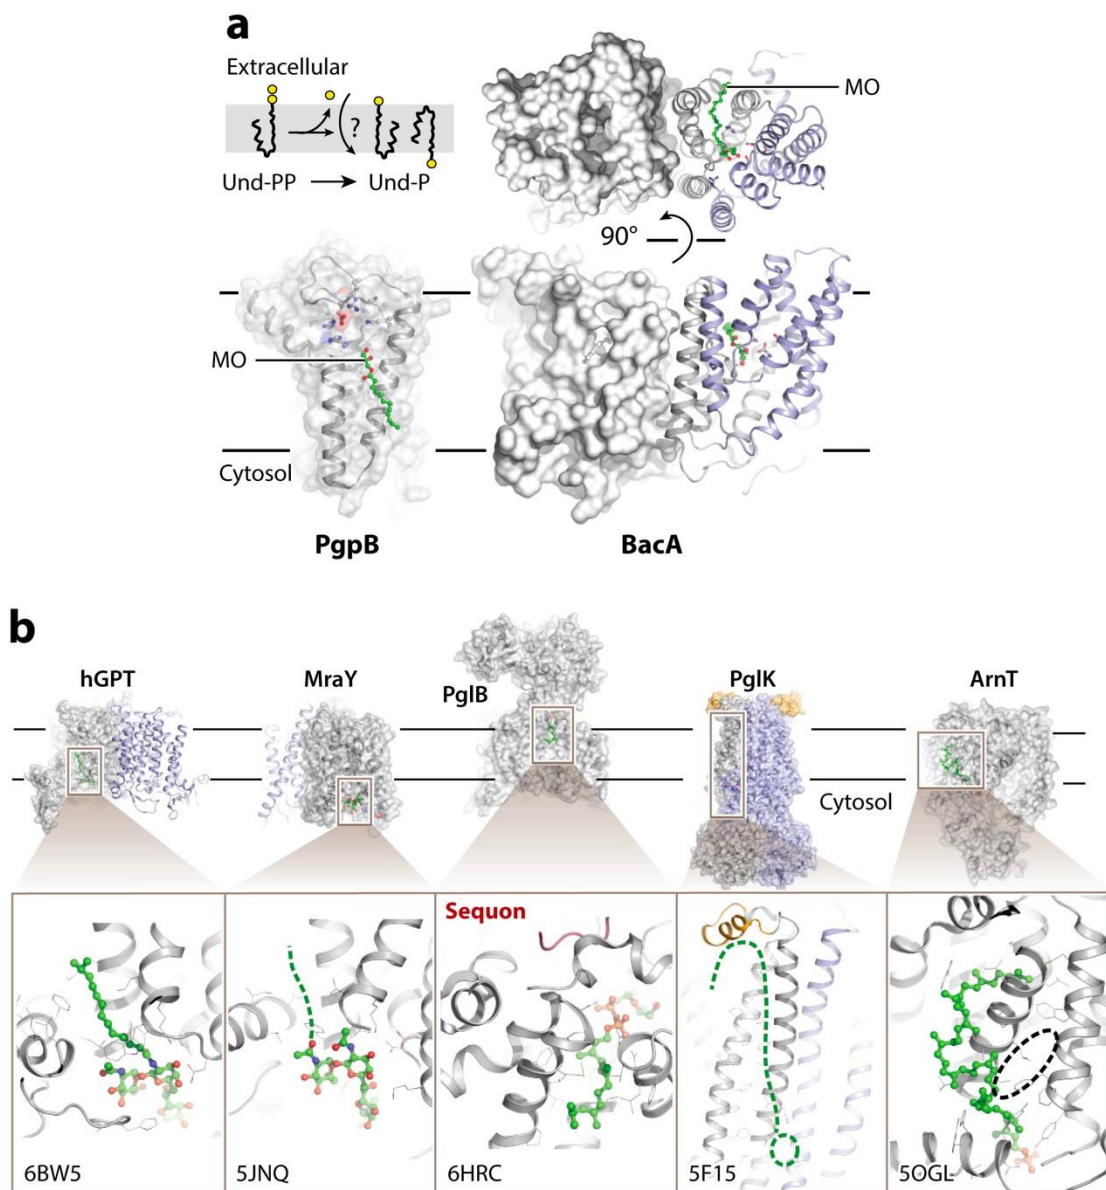 a
Extracellular
?
Und-PP
Und-P
MO
90°
MO
Cytosol
PgpB
BacA
b
hGPT
MraY
PglB
PglK
ArnT
Cytosol
Sequon
6BW5
5JNQ
6HRC
5F15
5OGL